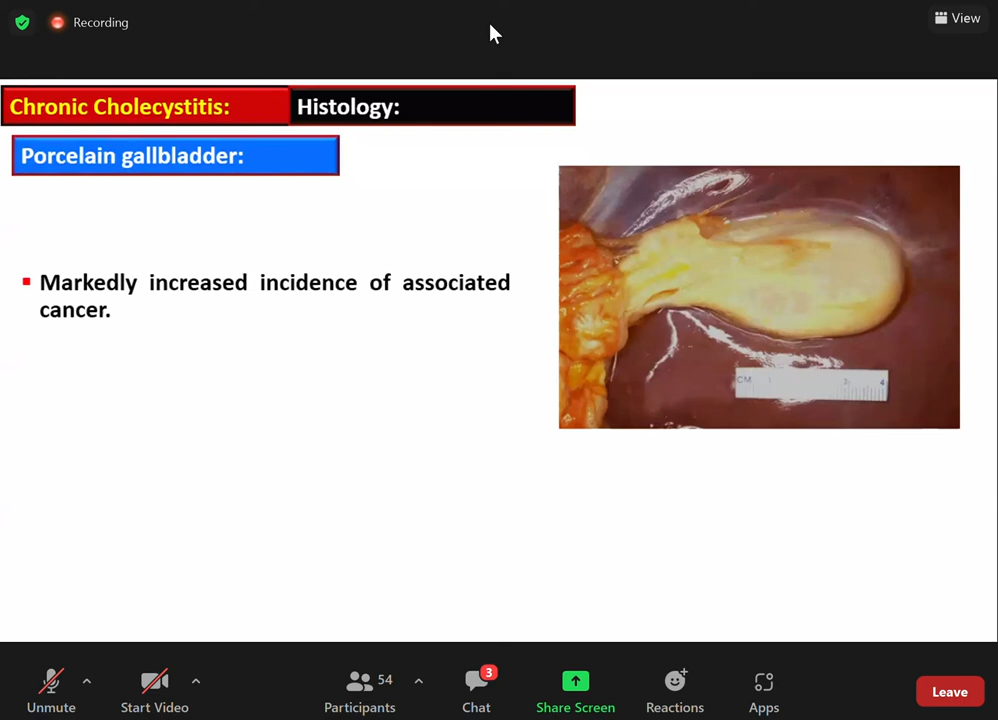 Recording
View
Chronic Cholecystitis: Histology:
Porcelain gallbladder:
Markedly increased incidence of associated
cancer.
CM 1 3 4
Unmute
Start Video
54
Participants
3
Chat
Share Screen
Reactions
Apps
Leave